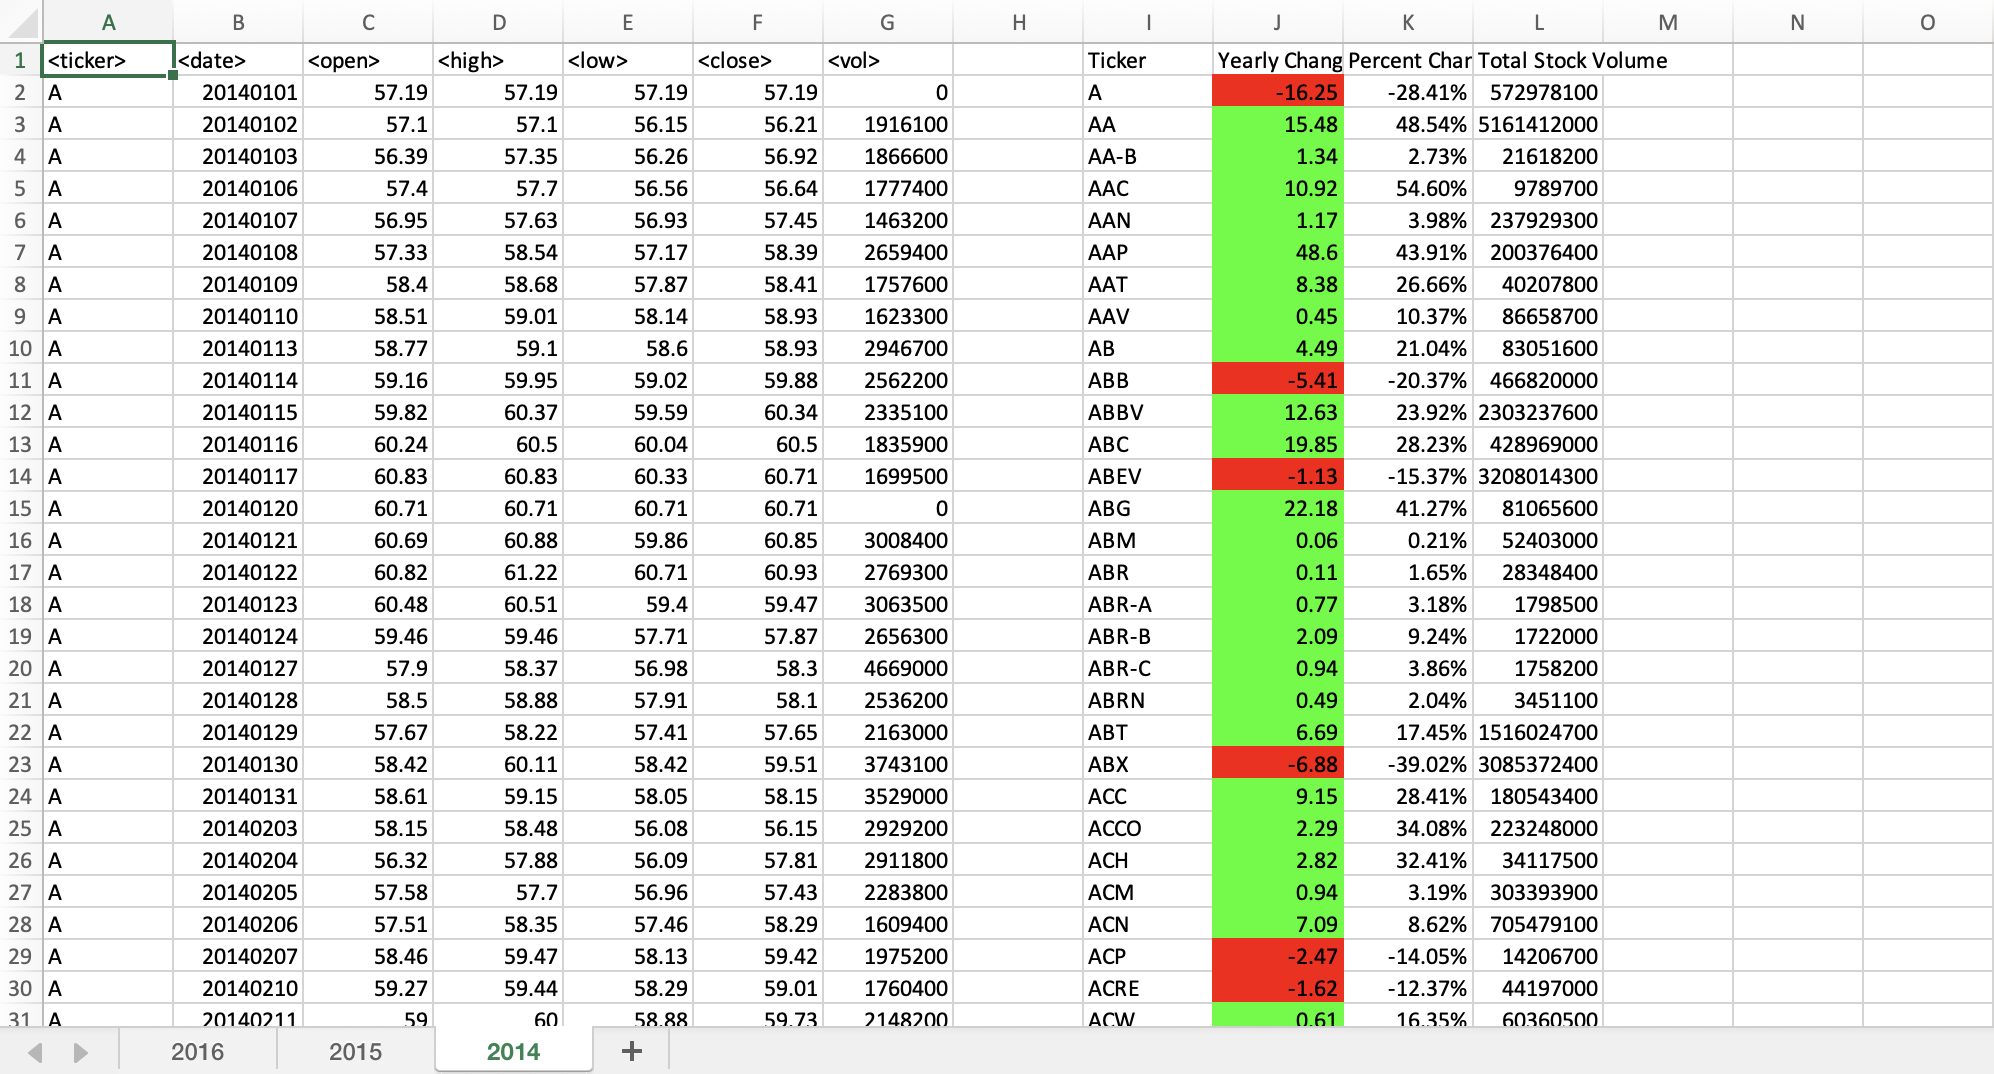 A B C D E F G H I J K L M N O
1 <ticker> <date> <open> <high> <low> <close> <vol> Ticker Yearly Chang Percent Char Total Stock Volume
2 A 20140101 57.19 57.19 57.19 57.19 0 A -16.25 -28.41% 572978100
3 A 20140102 57.1 57.1 56.15 56.21 1916100 AA 15.48 48.54% 5161412000
4 A 20140103 56.39 57.35 56.26 56.92 1866600 AA-B 1.34 2.73% 21618200
5 A 20140106 57.4 57.7 56.56 56.64 1777400 AAC 10.92 54.60% 9789700
6 A 20140107 56.95 57.63 56.93 57.45 1463200 AAN 1.17 3.98% 237929300
7 A 20140108 57.33 58.54 57.17 58.39 2659400 AAP 48.6 43.91% 200376400
8 A 20140109 58.4 58.68 57.87 58.41 1757600 AAT 8.38 26.66% 40207800
9 A 20140110 58.51 59.01 58.14 58.93 1623300 AAV 0.45 10.37% 86658700
10 A 20140113 58.77 59.1 58.6 58.93 2946700 AB 4.49 21.04% 83051600
11 A 20140114 59.16 59.95 59.02 59.88 2562200 ABB -5.41 -20.37% 466820000
12 A 20140115 59.82 60.37 59.59 60.34 2335100 ABBV 12.63 23.92% 2303237600
13 A 20140116 60.24 60.5 60.04 60.5 1835900 ABC 19.85 28.23% 428969000
14 A 20140117 60.83 60.83 60.33 60.71 1699500 ABEV -1.13 -15.37% 3208014300
15 A 20140120 60.71 60.71 60.71 60.71 0 ABG 22.18 41.27% 81065600
16 A 20140121 60.69 60.88 59.86 60.85 3008400 ABM 0.06 0.21% 52403000
17 A 20140122 60.82 61.22 60.71 60.93 2769300 ABR 0.11 1.65% 28348400
18 A 20140123 60.48 60.51 59.4 59.47 3063500 ABR-A 0.77 3.18% 1798500
19 A 20140124 59.46 59.46 57.71 57.87 2656300 ABR-B 2.09 9.24% 1722000
20 A 20140127 57.9 58.37 56.98 58.3 4669000 ABR-C 0.94 3.86% 1758200
21 A 20140128 58.5 58.88 57.91 58.1 2536200 ABRN 0.49 2.04% 3451100
22 A 20140129 57.67 58.22 57.41 57.65 2163000 ABT 6.69 17.45% 1516024700
23 A 20140130 58.42 60.11 58.42 59.51 3743100 ABX -6.88 -39.02% 3085372400
24 A 20140131 58.61 59.15 58.05 58.15 3529000 ACC 9.15 28.41% 180543400
25 A 20140203 58.15 58.48 56.08 56.15 2929200 ACCO 2.29 34.08% 223248000
26 A 20140204 56.32 57.88 56.09 57.81 2911800 ACH 2.82 32.41% 34117500
27 A 20140205 57.58 57.7 56.96 57.43 2283800 ACM 0.94 3.19% 303393900
28 A 20140206 57.51 58.35 57.46 58.29 1609400 ACN 7.09 8.62% 705479100
29 A 20140207 58.46 59.47 58.13 59.42 1975200 ACP -2.47 -14.05% 14206700
30 A 20140210 59.27 59.44 58.29 59.01 1760400 ACRE -1.62 -12.37% 44197000
31 A 20140211 59 60 58.88 59.73 2148200 ACW 0.61 16.35% 60360500
2016 2015 2014 +